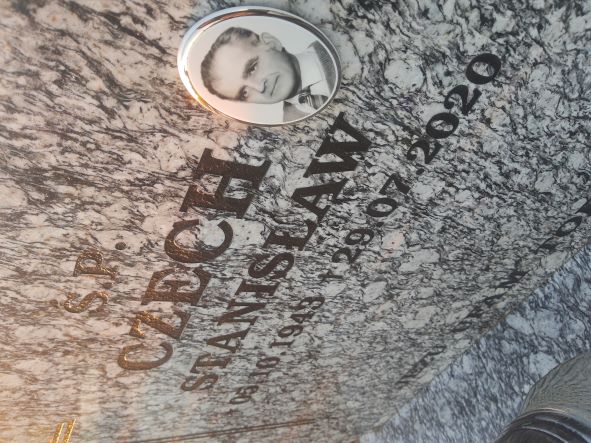 Ś.P.
CZECH
STANISŁAW
* 08.10.1949 † 29.07.2020